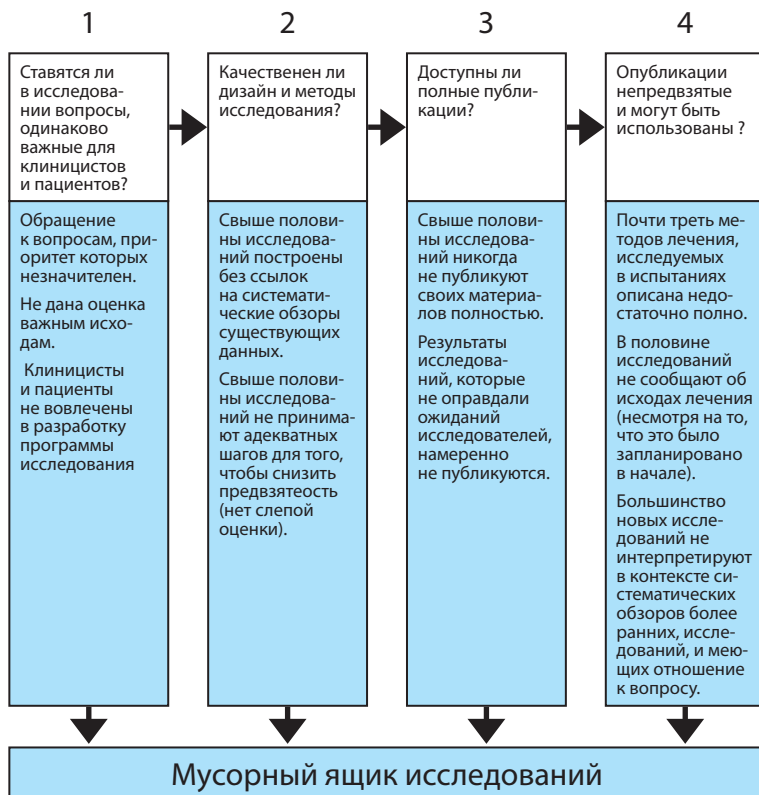 1
Ставятся ли
в исследо-
вании вопросы,
одинаково
важные для
клиницистов
и пациентов?
Обращение
к вопросам, при-
оритет которых
незначителен.
Не дана оценка
важным исхо-
дам.
Клиницисты
и пациенты
не вовлечены
в разработку
программы
исследования
2
Качественен ли
дизайн и методы
исследования?
Свыше полови-
ны исследований
построены
без ссылок
на системати-
ческие обзоры
существующих
данных.
Свыше полови-
ны исследова-
ний не принима-
ют адекватных
шагов для того,
чтобы снизить
предвзятеость
(нет слепой
оценки).
3
Доступны ли
полные публи-
кации?
Свыше полови-
ны исследова-
ний никогда
не публикуют
своих материа-
лов полностью.
Результаты
исследова-
ний, которые
не оправдали
ожиданий
исследователей,
намеренно
не публикуются.
4
Опубликации
непредвзятые
и могут быть
использованы ?
Почти треть ме-
тодов лечения,
исследуемых
в испытаниях
описана недо-
статочно полно.
В половине
исследований
не сообщают об
исходах лечения
(несмотря на то,
что это было
запланировано
в начале).
Большинство
новых иссле-
дований не
интерпретируют
в контексте си-
стематических
обзоров более
ранних, иссле-
дований, и мею-
щих отношение
к вопросу.
Мусорный ящик исследований